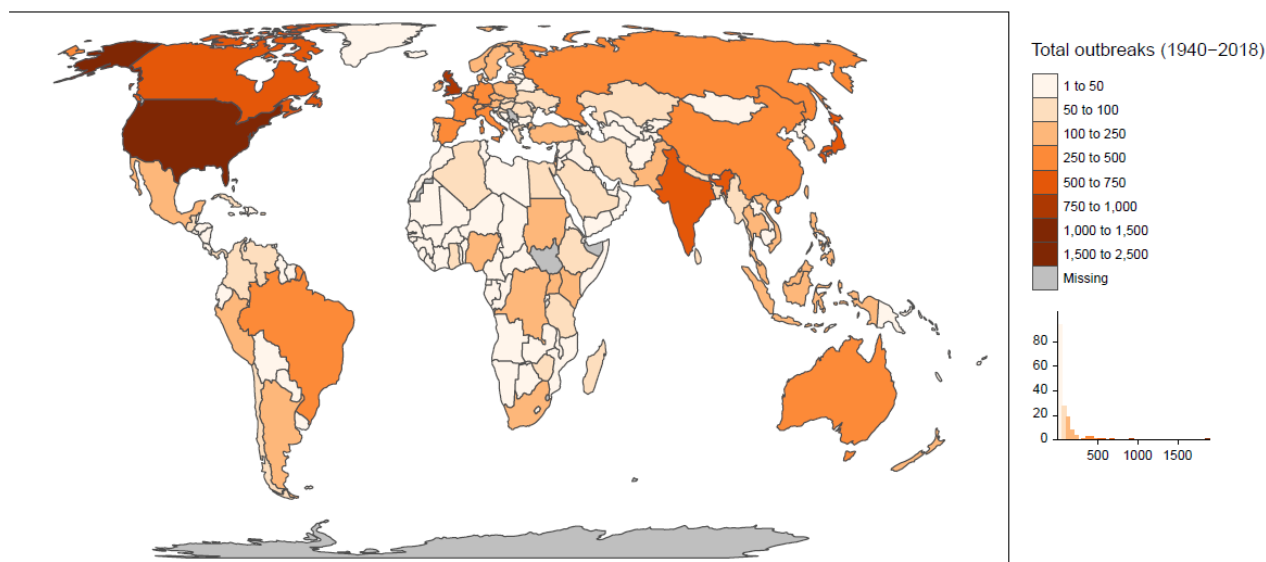 Total outbreaks (1940−2018)
1 to 50
50 to 100
100 to 250
250 to 500
500 to 750
750 to 1,000
1,000 to 1,500
1,500 to 2,500
Missing
80
60
40
20
0
500 1000 1500